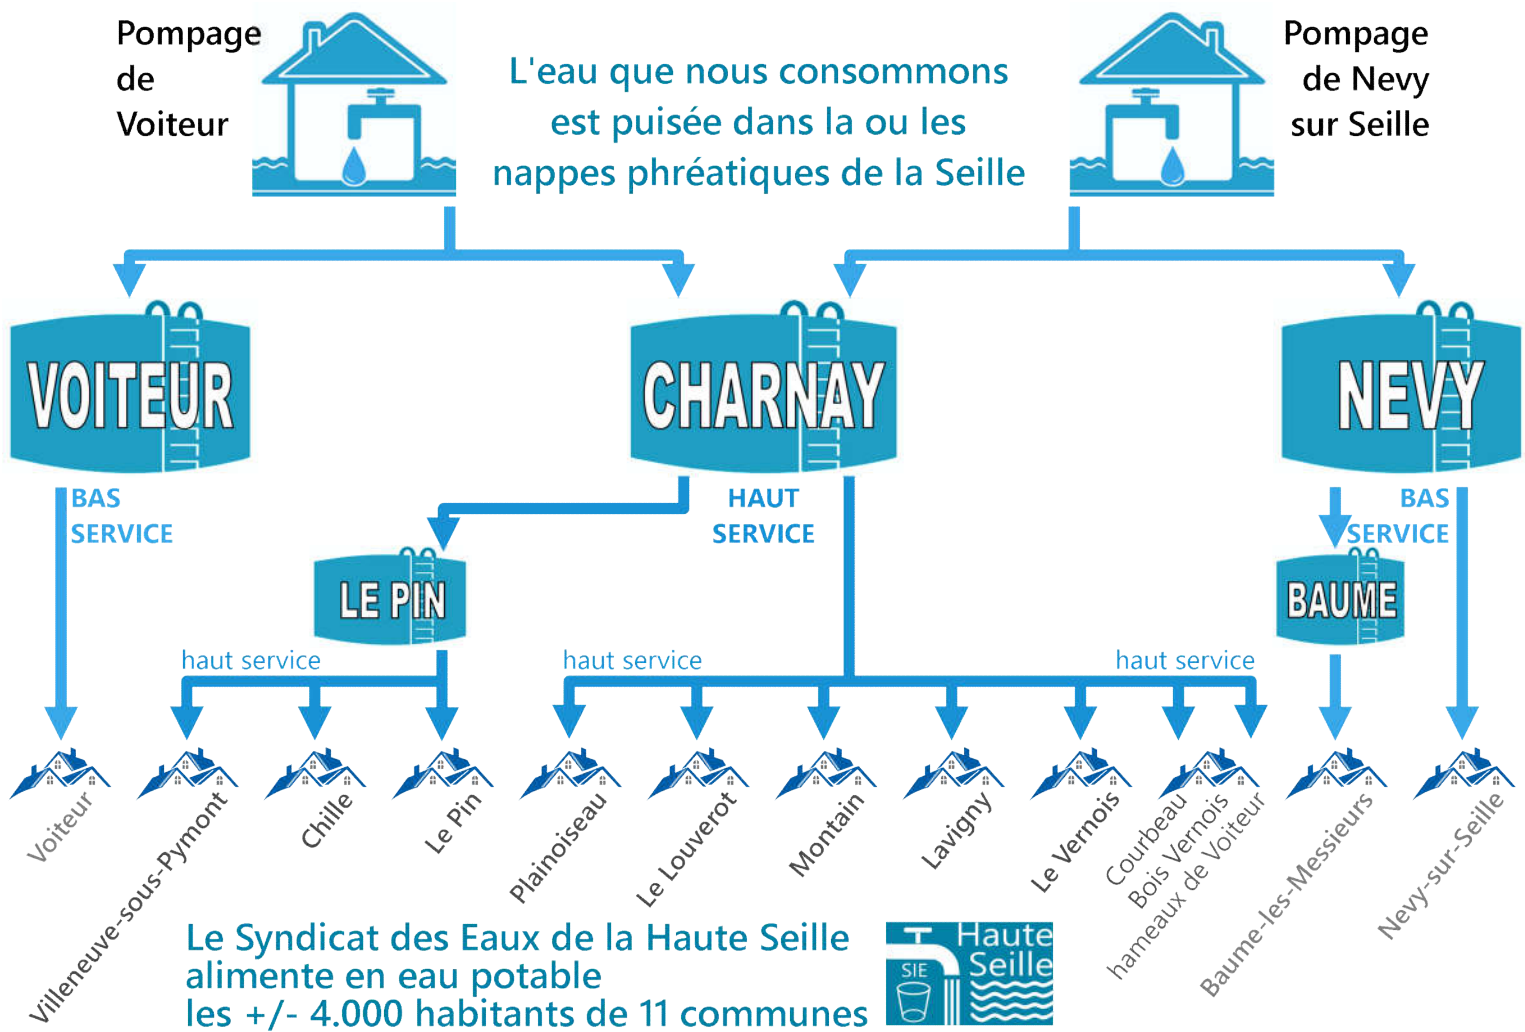 Pompage
de
Voiteur
L'eau que nous consommons
est puisée dans la ou les
nappes phréatiques de la Seille
Pompage
de Nevy
sur Seille
VOITEUR
CHARNAY
NEVY
BAS
SERVICE
HAUT
SERVICE
BAS
SERVICE
LE PIN
BAUME
haut service
haut service
haut service
Voiteur
Villeneuve-sous-Pymont
Chille
Le Pin
Plainoiseau
Le Louverot
Montain
Lavigny
Le Vernois
Courbeau
Bois Vernois
hameaux de Voiteur
Baume-les-Messieurs
Nevy-sur-Seille
Le Syndicat des Eaux de la Haute Seille
alimente en eau potable
les +/- 4.000 habitants de 11 communes
Haute
Seille
SIE